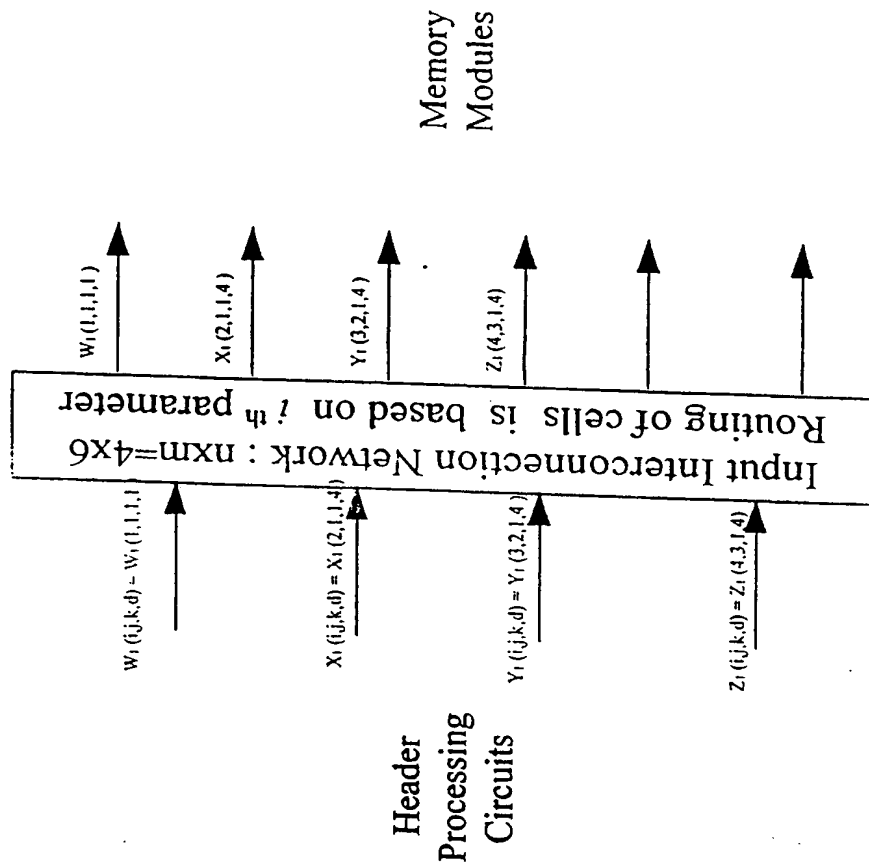 Header
Processing
Circuits
W1 (i,j,k,d) = W1 (1,1,1,1)
X1 (i,j,k,d) = X1 (2,1,1,4)
Y1 (i,j,k,d) = Y1 (3,2,1,4)
Z1 (i,j,k,d) = Z1 (4,3,1,4)
Input Interconnection Network : nxm=4x6
Routing of cells is based on i th parameter
W1 (1,1,1,1)
X1 (2,1,1,4)
Y1 (3,2,1,4)
Z1 (4,3,1,4)
Memory
Modules